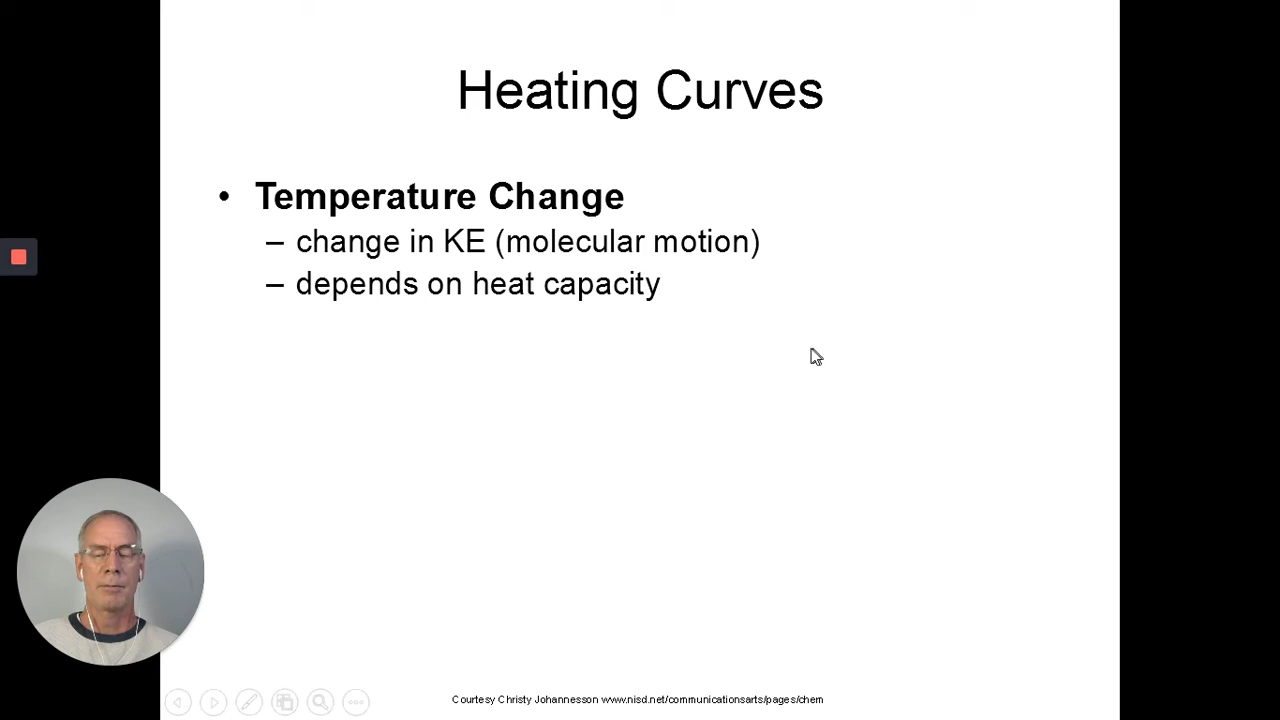 Heating Curves
• Temperature Change
– change in KE (molecular motion)
– depends on heat capacity
Courtesy Christy Johannesson www.nisd.net/communicationsarts/pages/chem